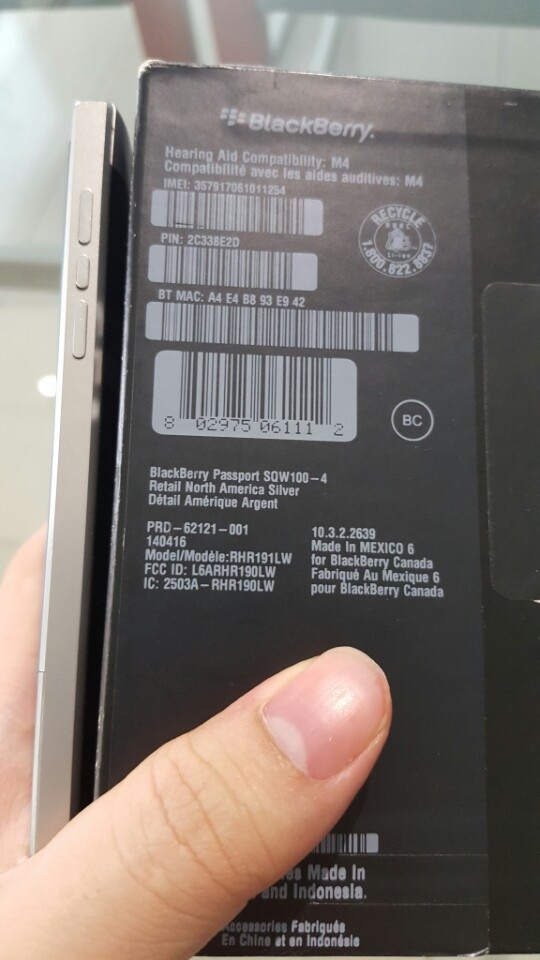 BlackBerry.
Hearing Aid Compatibility: M4
Compatibilité avec les aides auditives: M4
IMEI: 357917061011254
RECYCLE
RBRC
Li-Ion
1.800.822.8837
PIN: 2C338E2D
BT MAC: A4 E4 B8 93 E9 42
8 02975 06111 2
BC
BlackBerry Passport SQW100-4
Retail North America Silver
Détail Amérique Argent
PRD-62121-001
140416
Model/Modèle:RHR191LW
FCC ID: L6ARHR190LW
IC: 2503A-RHR190LW
10.3.2.2639
Made In MEXICO 6
for BlackBerry Canada
Fabriqué Au Mexique 6
pour BlackBerry Canada
Made In
and Indonesia.
Accessories Fabriqués
En Chine et en Indonésie